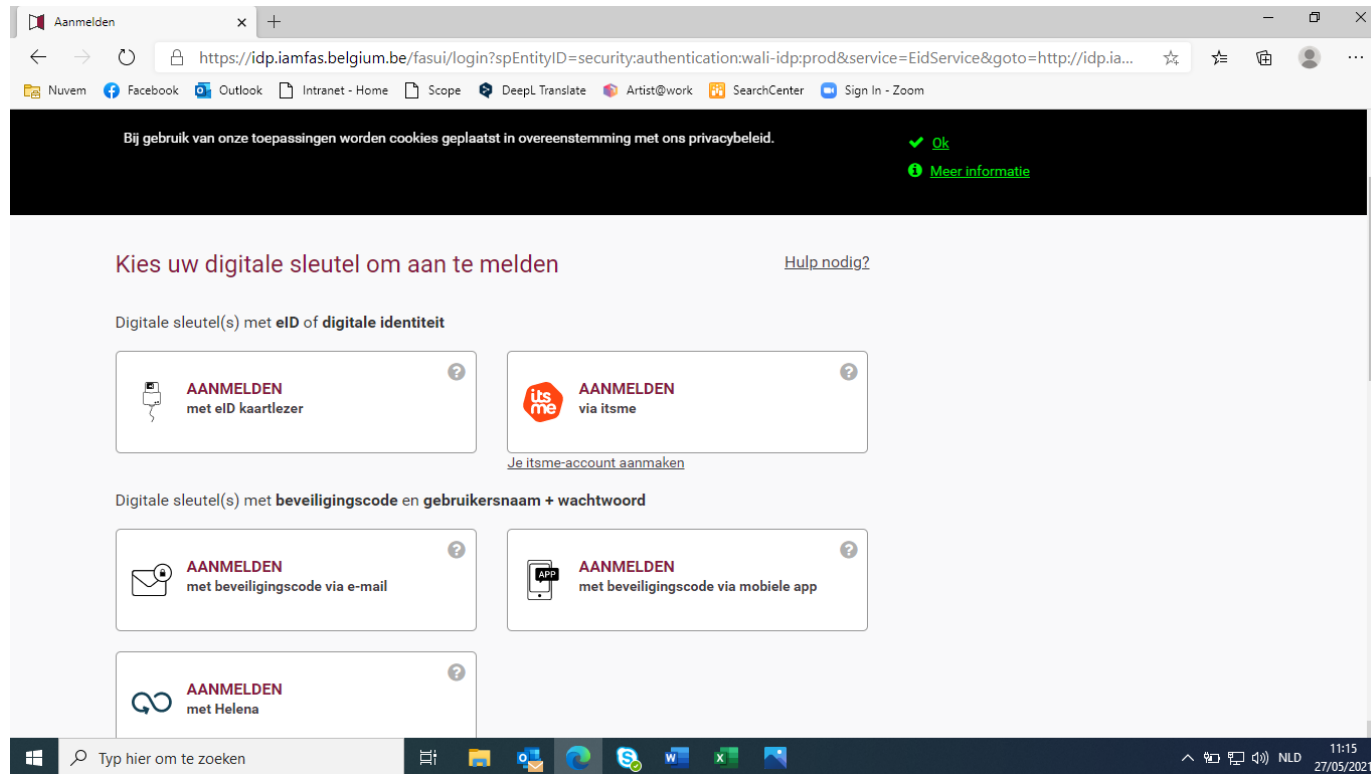 Aanmelden
https://idp.iamfas.belgium.be/fasui/login?spEntityID=security:authentication:wali-idp:prod&service=EidService&goto=http://idp.ia...
Nuvem Facebook Outlook Intranet - Home Scope DeepL Translate Artist@work SearchCenter Sign In - Zoom
Bij gebruik van onze toepassingen worden cookies geplaatst in overeenstemming met ons privacybeleid.
Ok
Meer informatie
Kies uw digitale sleutel om aan te melden
Hulp nodig?
Digitale sleutel(s) met eID of digitale identiteit
AANMELDEN
met eID kaartlezer
?
its
me
AANMELDEN
via itsme
?
Je itsme-account aanmaken
Digitale sleutel(s) met beveiligingscode en gebruikersnaam + wachtwoord
AANMELDEN
met beveiligingscode via e-mail
?
APP
AANMELDEN
met beveiligingscode via mobiele app
?
AANMELDEN
met Helena
?
Typ hier om te zoeken
NLD
11:15
27/05/2021